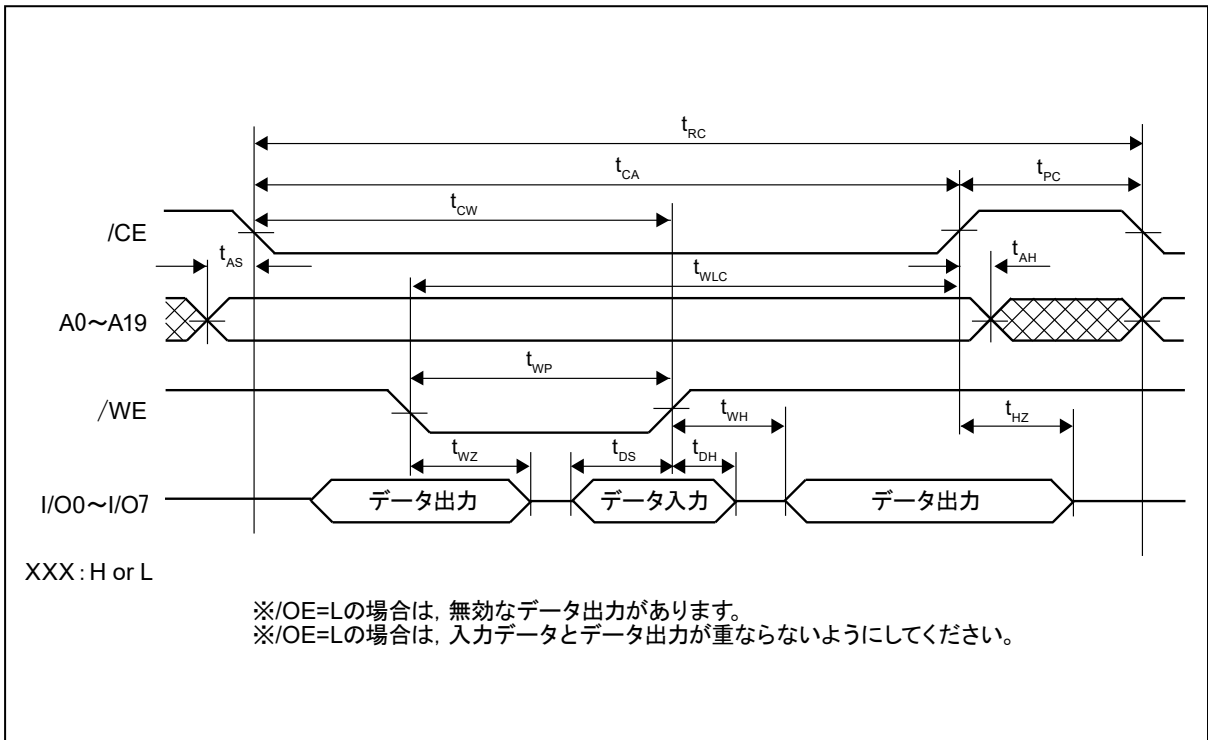 tRC
tCA
tPC
tCW
/CE
tAS
tWLC
tAH
A0～A19
tWP
/WE
tWH
tHZ
tWZ
tDS
tDH
I/O0～I/O7
データ出力
データ入力
データ出力
XXX : H or L
※/OE=Lの場合は, 無効なデータ出力があります。
※/OE=Lの場合は, 入力データとデータ出力が重ならないようにしてください。